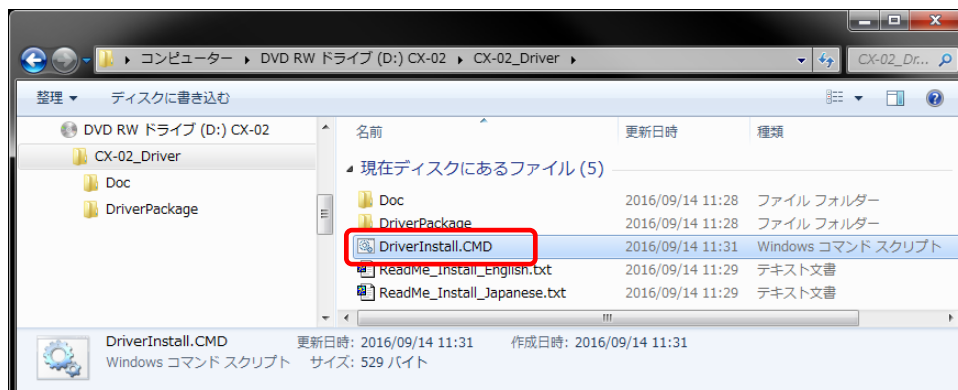 コンピューター ▸ DVD RW ドライブ (D:) CX-02 ▸ CX-02_Driver ▸ CX-02_Dr...
整理 ディスクに書き込む
DVD RW ドライブ (D:) CX-02
CX-02_Driver
Doc
DriverPackage
名前 更新日時 種類
現在ディスクにあるファイル (5)
Doc 2016/09/14 11:28 ファイル フォルダー
DriverPackage 2016/09/14 11:28 ファイル フォルダー
DriverInstall.CMD 2016/09/14 11:31 Windows コマンド スクリプト
ReadMe_Install_English.txt 2016/09/14 11:29 テキスト文書
ReadMe_Install_Japanese.txt 2016/09/14 11:29 テキスト文書
DriverInstall.CMD 更新日時: 2016/09/14 11:31 作成日時: 2016/09/14 11:31
Windows コマンド スクリプト サイズ: 529 バイト